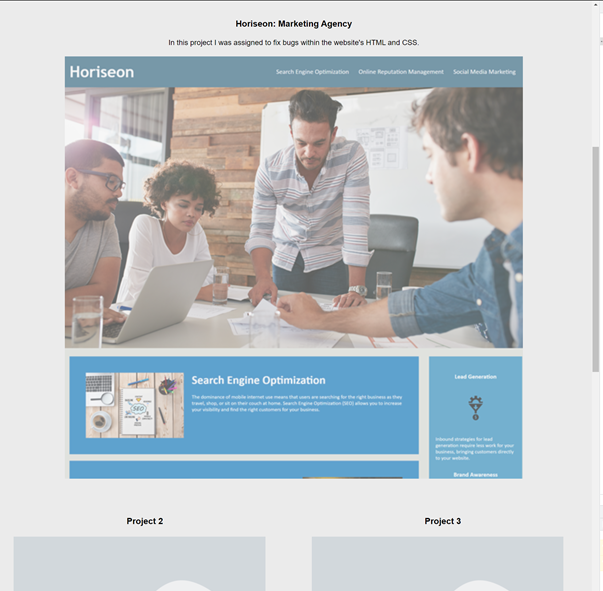 Horiseon: Marketing Agency
In this project I was assigned to fix bugs within the website's HTML and CSS.
Horiseon
Search Engine Optimization
Online Reputation Management
Social Media Marketing
Search Engine Optimization
The dominance of mobile internet use means that users are searching for the right business as they
travel, shop, or sit on their couch at home. Search Engine Optimization (SEO) allows you to increase
your visibility and find the right customers for your business.
SEO
Lead Generation
Inbound strategies for lead
generation require less work for your
business, bringing customers directly
to your website.
Brand Awareness
Project 2
Project 3